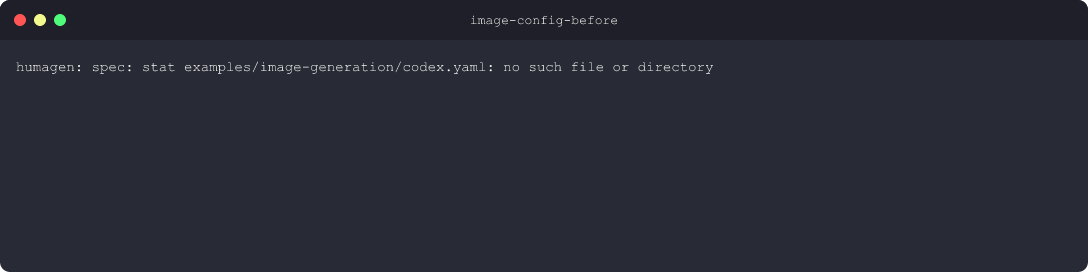 image-config-before
humagen: spec: stat examples/image-generation/codex.yaml: no such file or directory